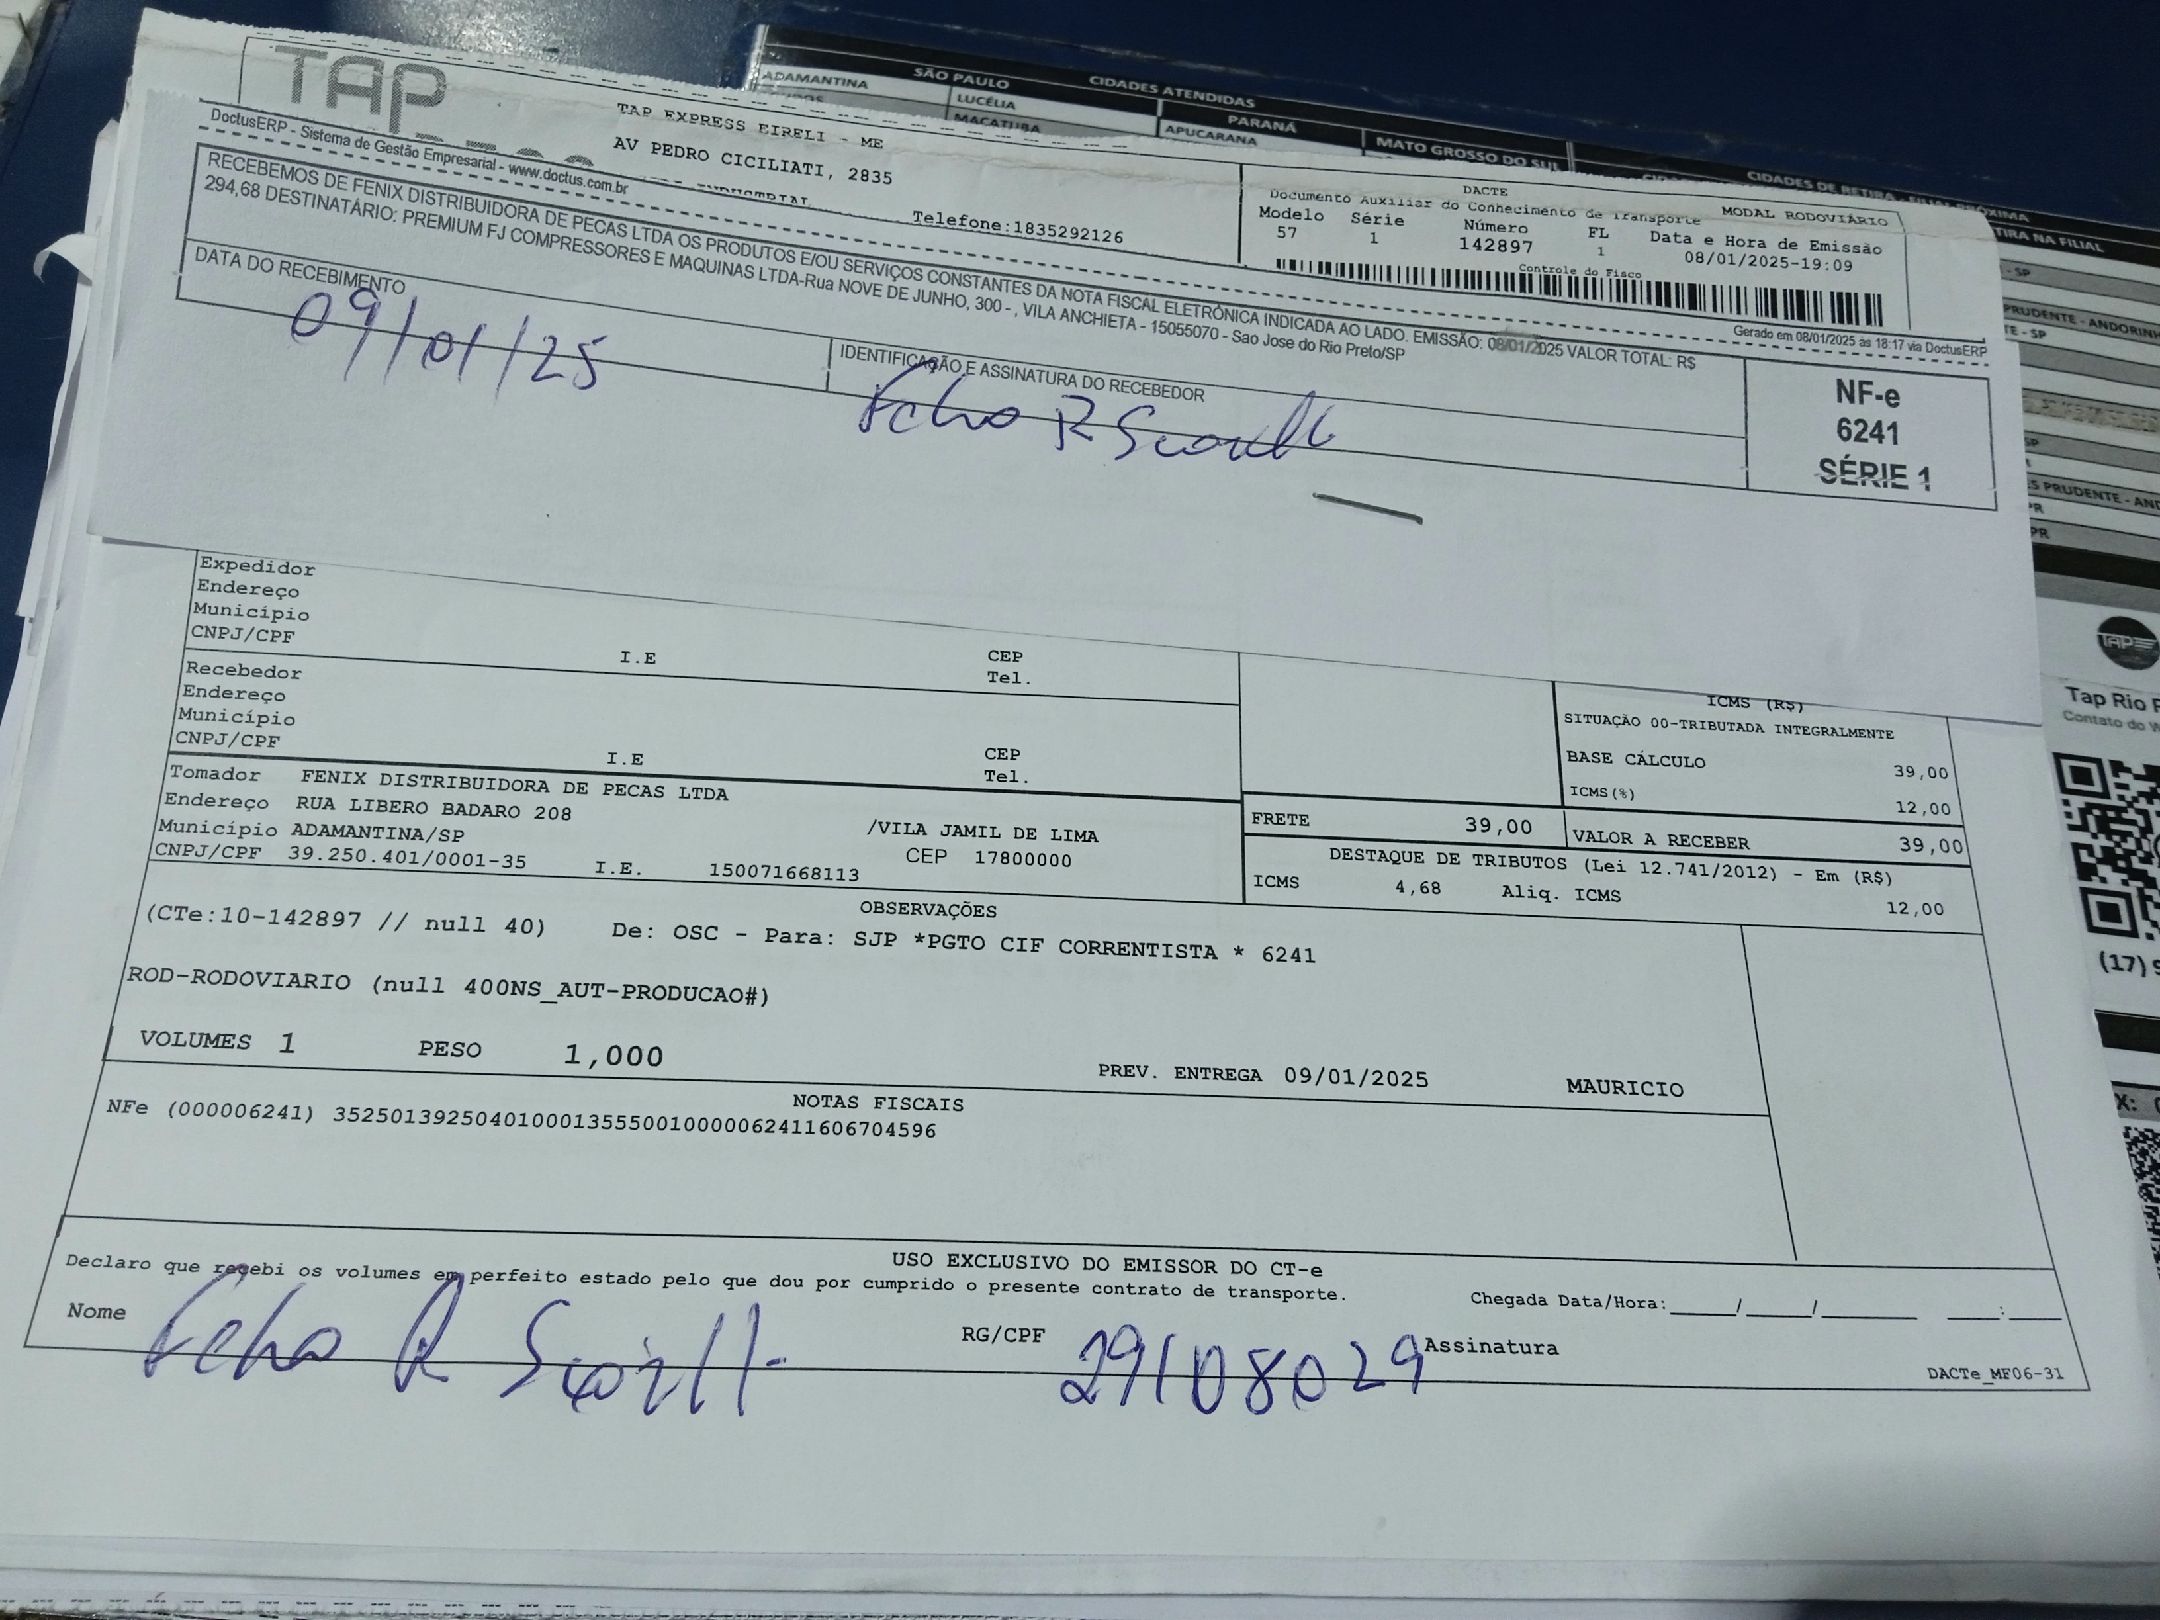 TAP
SÃO PAULO
CIDADES ATENDIDAS
ADAMANTINA
LUCÉLIA
MACATUBA
PARANÁ
APUCARANA
MATO GROSSO DO SUL
TIRA NA FILIAL
TAP EXPRESS EIRELI - ME
AV PEDRO CICILIATI, 2835
Telefone:1835292126
DACTE
Documento Auxiliar do Conhecimento de Transporte
MODAL RODOVIÁRIO
Modelo Série Número FL Data e Hora de Emissão
57 1 142897 1 08/01/2025-19:09
Controle do Fisco
DoctusERP - Sistema de Gestão Empresarial - www.doctus.com.br
Gerado em 08/01/2025 as 18:17 via DoctusERP
RECEBEMOS DE FENIX DISTRIBUIDORA DE PECAS LTDA OS PRODUTOS E/OU SERVIÇOS CONSTANTES DA NOTA FISCAL ELETRÔNICA INDICADA AO LADO. EMISSÃO: 08/01/2025 VALOR TOTAL: R$
294,68 DESTINATÁRIO: PREMIUM FJ COMPRESSORES E MAQUINAS LTDA-Rua NOVE DE JUNHO, 300 - , VILA ANCHIETA - 15055070 - Sao Jose do Rio Preto/SP
DATA DO RECEBIMENTO
09/01/25
IDENTIFICAÇÃO E ASSINATURA DO RECEBEDOR
NF-e
6241
SÉRIE 1
Expedidor
Endereço
Município
CNPJ/CPF I.E CEP
Tel.
Recebedor
Endereço
Município
CNPJ/CPF I.E CEP
Tel.
ICMS (R$)
SITUAÇÃO 00-TRIBUTADA INTEGRALMENTE
BASE CÁLCULO 39,00
ICMS(%) 12,00
Tomador FENIX DISTRIBUIDORA DE PECAS LTDA
Endereço RUA LIBERO BADARO 208 /VILA JAMIL DE LIMA
Município ADAMANTINA/SP CEP 17800000
CNPJ/CPF 39.250.401/0001-35 I.E. 150071668113
FRETE 39,00 VALOR A RECEBER 39,00
DESTAQUE DE TRIBUTOS (Lei 12.741/2012) - Em (R$)
ICMS 4,68 Aliq. ICMS 12,00
OBSERVAÇÕES
(CTe:10-142897 // null 40) De: OSC - Para: SJP *PGTO CIF CORRENTISTA * 6241
ROD-RODOVIARIO (null 400NS_AUT-PRODUCAO#)
VOLUMES 1 PESO 1,000 PREV. ENTREGA 09/01/2025 MAURICIO
NOTAS FISCAIS
NFe (000006241) 35250139250401000135550010000062411606704596
USO EXCLUSIVO DO EMISSOR DO CT-e
Declaro que recebi os volumes em perfeito estado pelo que dou por cumprido o presente contrato de transporte.
Chegada Data/Hora:_____/____/_______ ___:____
Nome RG/CPF 29108029 Assinatura
DACTe_MF06-31
TAP
Tap Rio
(17)